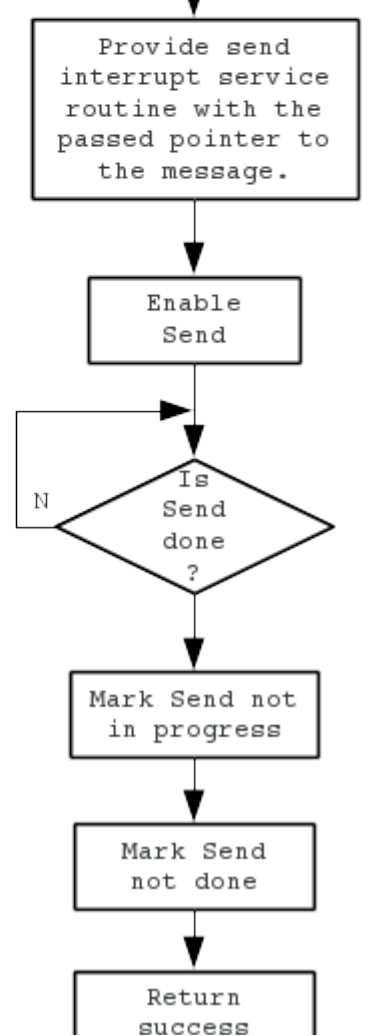 Provide send
interrupt service
routine with the
passed pointer to
the message.
Enable
Send
Is
Send
done
?
N
Mark Send not
in progress
Mark Send
not done
Return
success